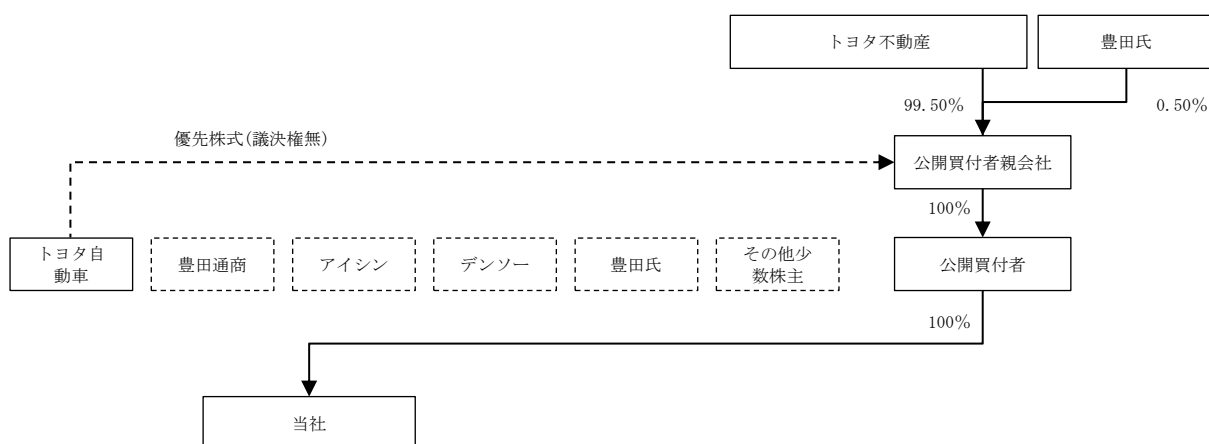 トヨタ不動産
豊田氏
99.50%
0.50%
優先株式(議決権無)
公開買付者親会社
100%
トヨタ自
動車
豊田通商
アイシン
デンソー
豊田氏
その他少
数株主
公開買付者
100%
当社